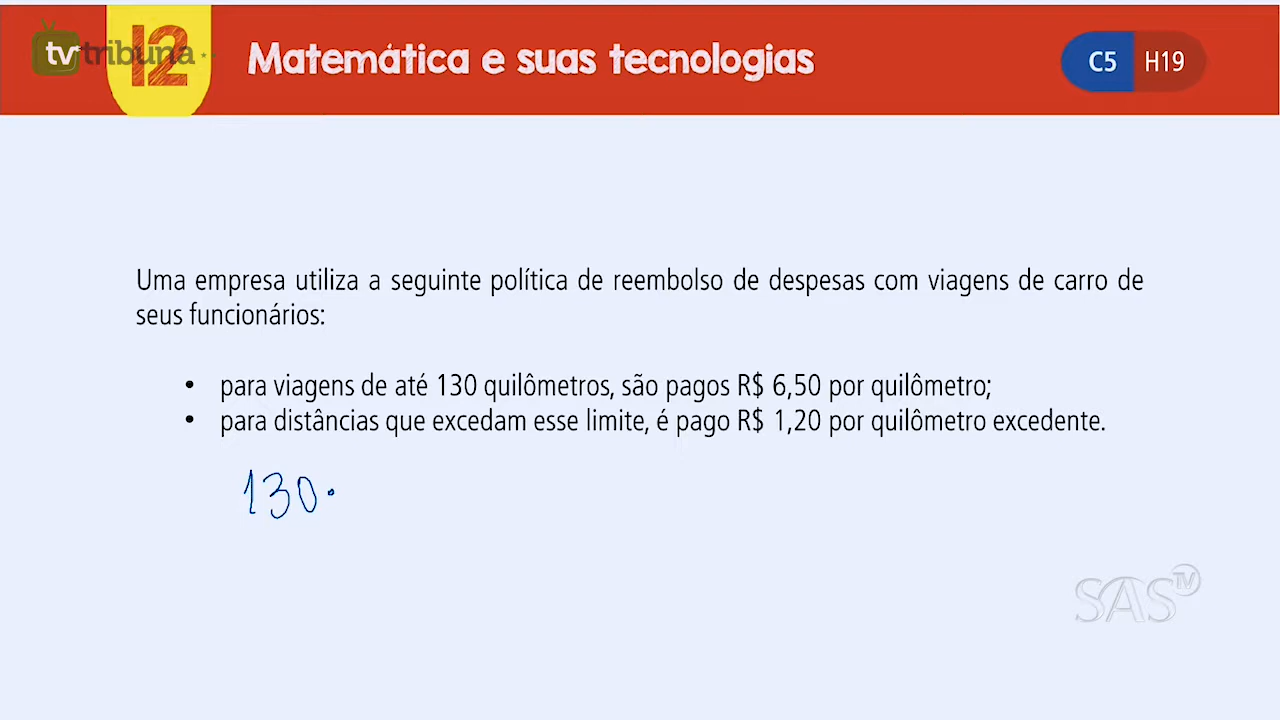 tv tribuna
12
Matemática e suas tecnologias
C5 H19
Uma empresa utiliza a seguinte política de reembolso de despesas com viagens de carro de
seus funcionários:
• para viagens de até 130 quilômetros, são pagos R$ 6,50 por quilômetro;
• para distâncias que excedam esse limite, é pago R$ 1,20 por quilômetro excedente.
130 •
SAS TV